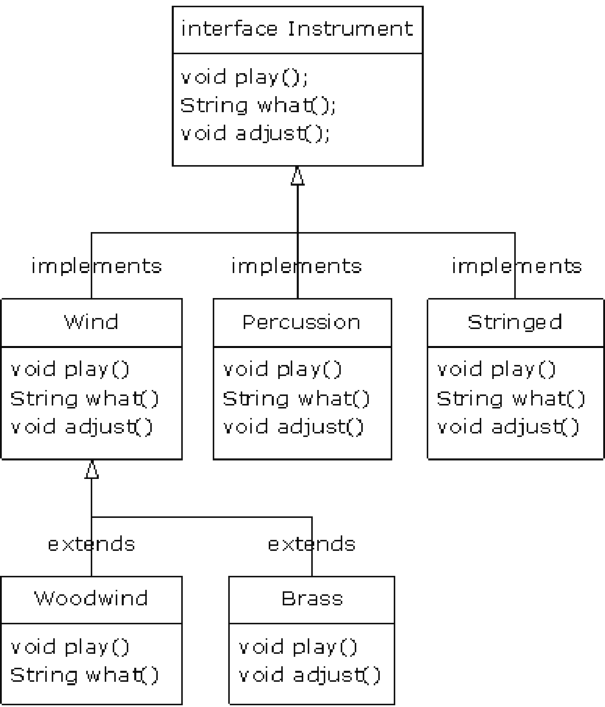 interface Instrument
void play();
String what();
void adjust();
implements
implements
implements
Wind
void play()
String what()
void adjust()
Percussion
void play()
String what()
void adjust()
Stringed
void play()
String what()
void adjust()
extends
extends
Woodwind
void play()
String what()
Brass
void play()
void adjust()